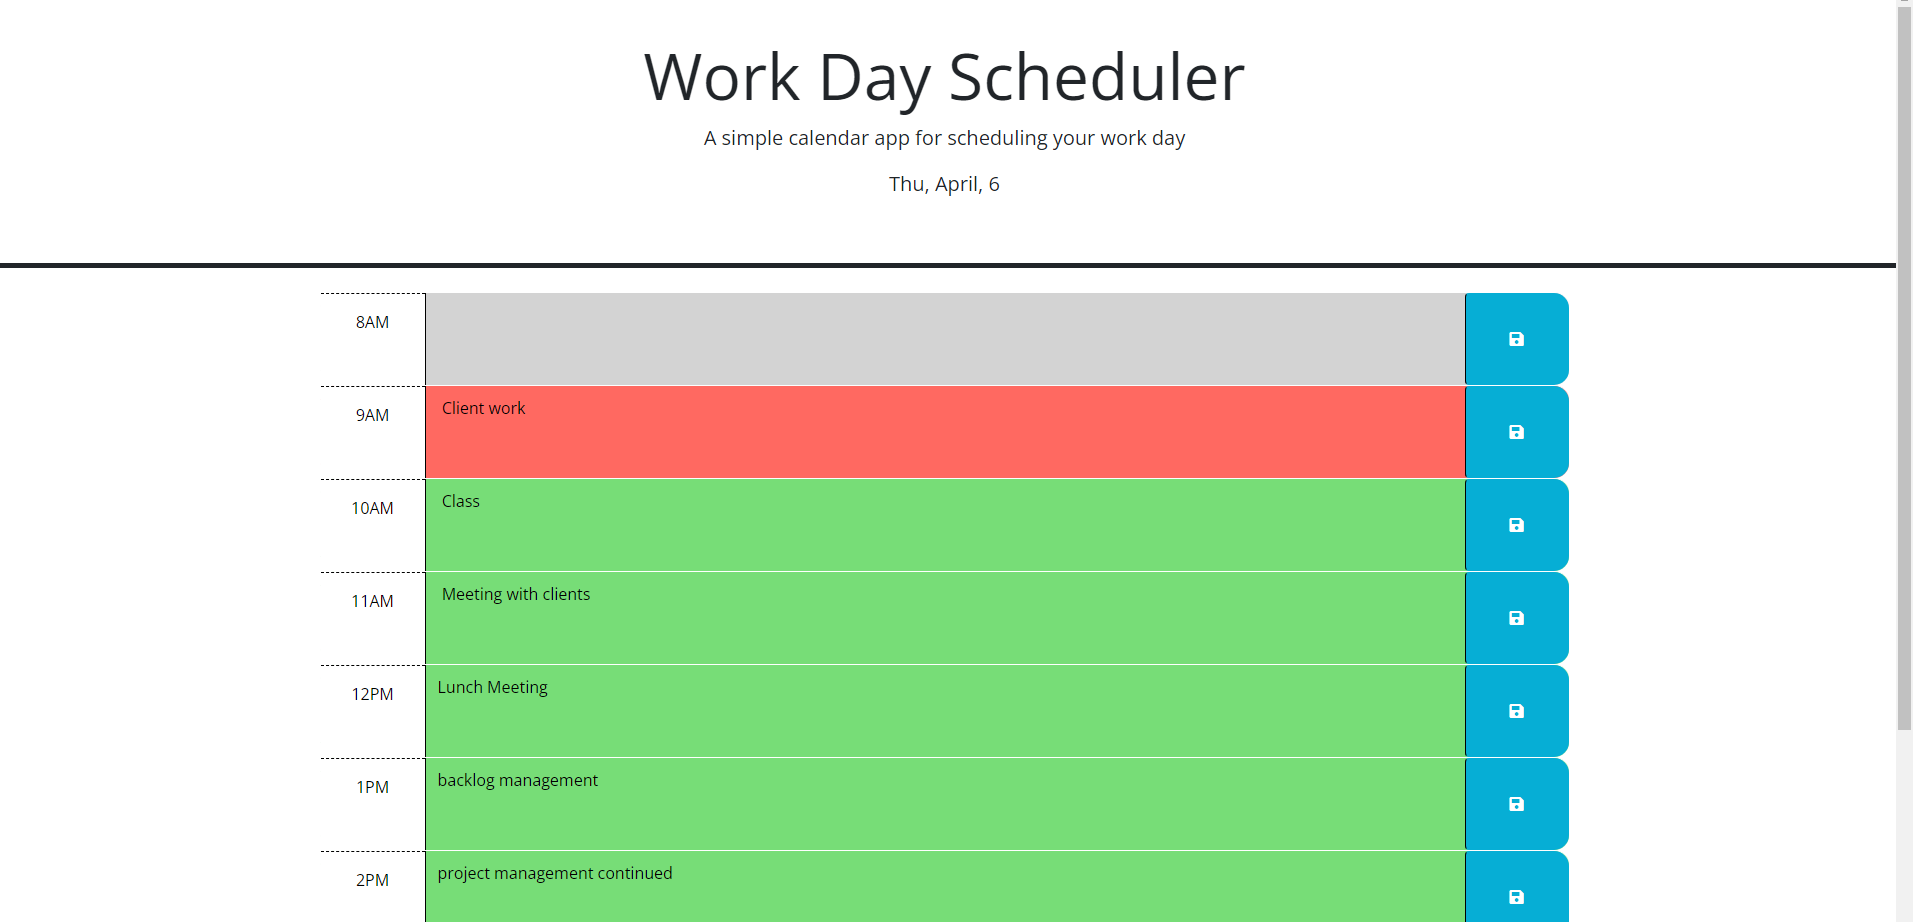 Work Day Scheduler
A simple calendar app for scheduling your work day
Thu, April, 6
8AM
9AM Client work
10AM Class
11AM Meeting with clients
12PM Lunch Meeting
1PM backlog management
2PM project management continued